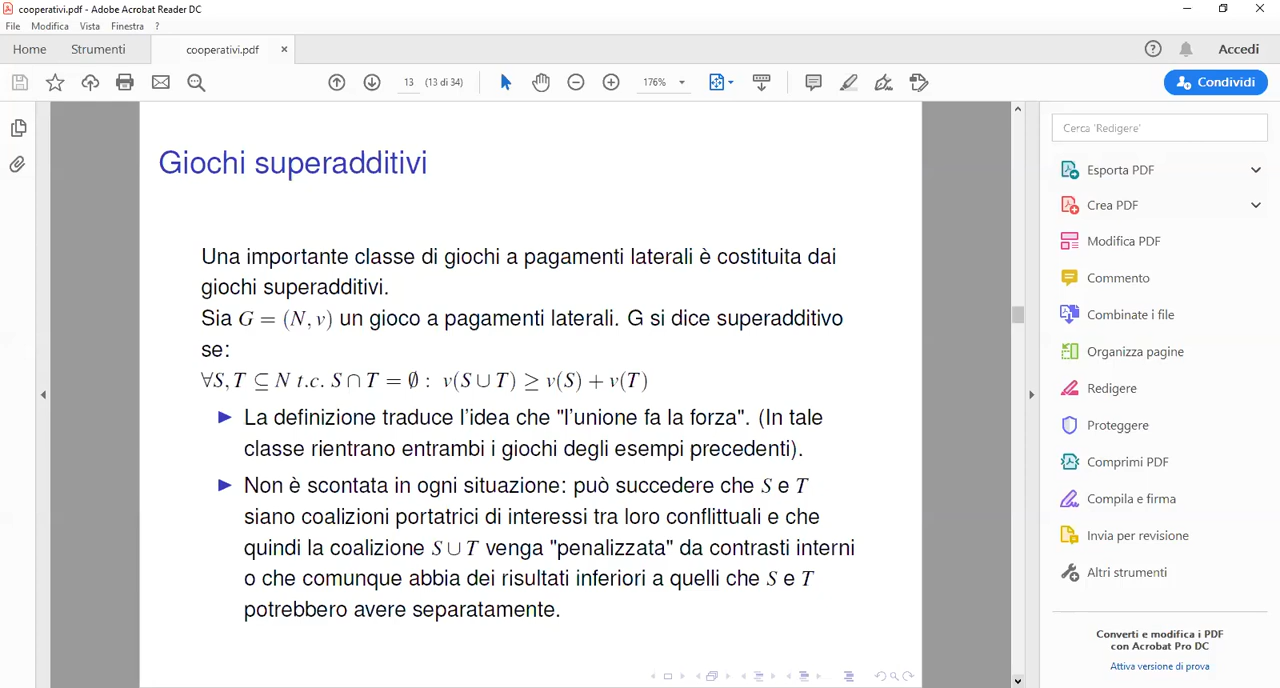 cooperativi.pdf - Adobe Acrobat Reader DC
File Modifica Vista Finestra ?
Home Strumenti cooperativi.pdf × ? Accedi
13 (13 di 34) 176% Condividi
Giochi superadditivi
Una importante classe di giochi a pagamenti laterali è costituita dai
giochi superadditivi.
Sia G = (N, v) un gioco a pagamenti laterali. G si dice superadditivo
se:
∀S, T ⊆ N t.c. S ∩ T = ∅ : v(S ∪ T) ≥ v(S) + v(T)
▶ La definizione traduce l'idea che "l'unione fa la forza". (In tale
classe rientrano entrambi i giochi degli esempi precedenti).
▶ Non è scontata in ogni situazione: può succedere che S e T
siano coalizioni portatrici di interessi tra loro conflittuali e che
quindi la coalizione S ∪ T venga "penalizzata" da contrasti interni
o che comunque abbia dei risultati inferiori a quelli che S e T
potrebbero avere separatamente.
Cerca 'Redigere'
Esporta PDF
Crea PDF
Modifica PDF
Commento
Combinate i file
Organizza pagine
Redigere
Proteggere
Comprimi PDF
Compila e firma
Invia per revisione
Altri strumenti
Converti e modifica i PDF
con Acrobat Pro DC
Attiva versione di prova